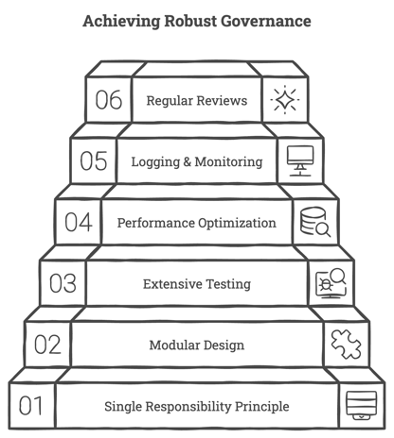 Achieving Robust Governance
06 Regular Reviews
05 Logging & Monitoring
04 Performance Optimization
03 Extensive Testing
02 Modular Design
01 Single Responsibility Principle